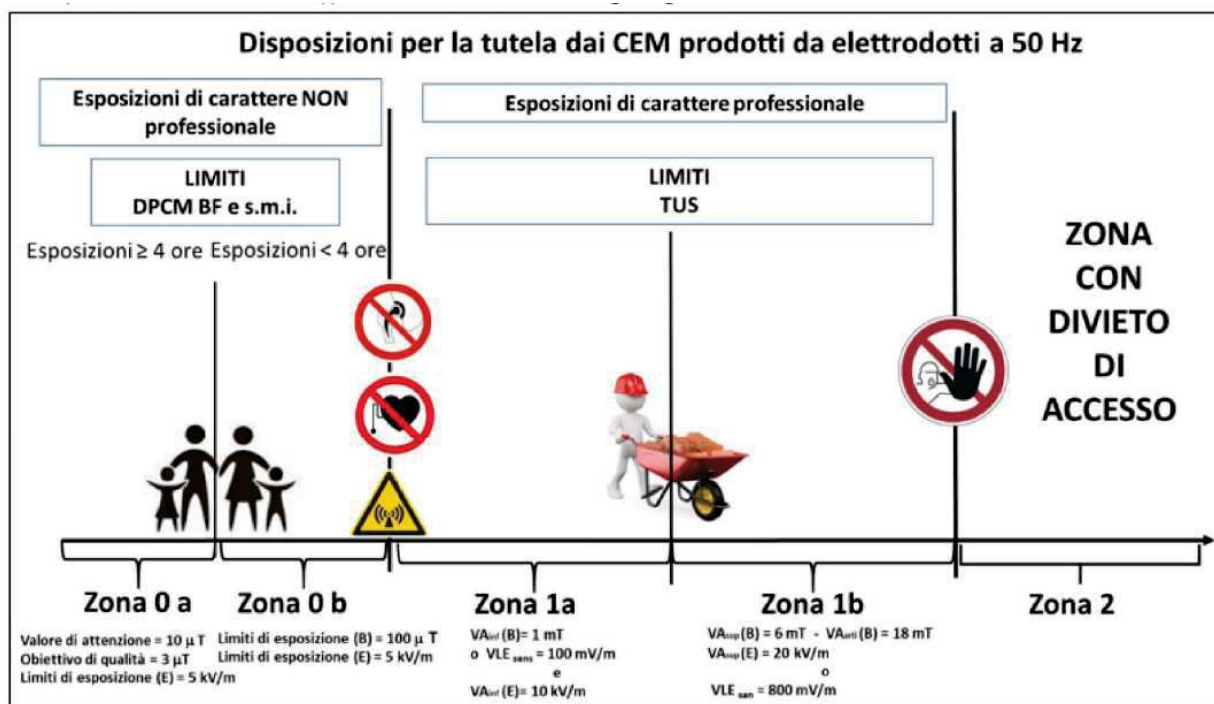 Disposizioni per la tutela dai CEM prodotti da elettrodotti a 50 Hz
Esposizioni di carattere NON
professionale
Esposizioni di carattere professionale
LIMITI
DPCM BF e s.m.i.
LIMITI
TUS
Esposizioni ≥ 4 ore Esposizioni < 4 ore
ZONA
CON
DIVIETO
DI
ACCESSO
Zona 0 a
Valore di attenzione = 10 µ T
Obiettivo di qualità = 3 µT
Limiti di esposizione (E) = 5 kV/m
Zona 0 b
Limiti di esposizione (B) = 100 µ T
Limiti di esposizione (E) = 5 kV/m
Zona 1a
VAinf (B)= 1 mT
o VLE sens = 100 mV/m
e
VAinf (E)= 10 kV/m
Zona 1b
VAsup (B) = 6 mT - VAarti (B) = 18 mT
VAsup (E) = 20 kV/m
o
VLE san = 800 mV/m
Zona 2